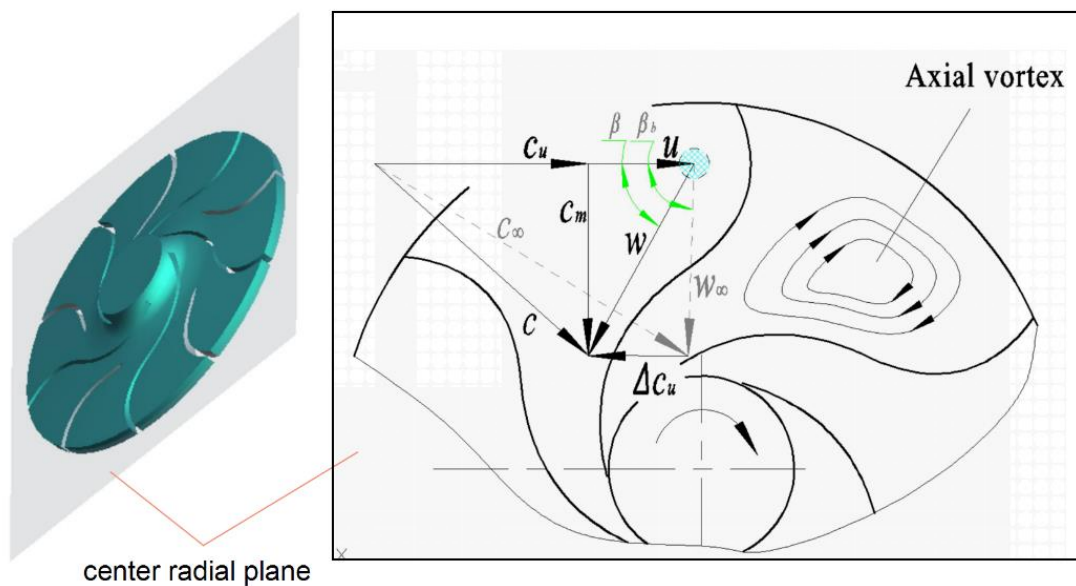 Axial vortex
β
β_b
c_u
u
c_m
c_∞
w
w_∞
c
Δc_u
center radial plane